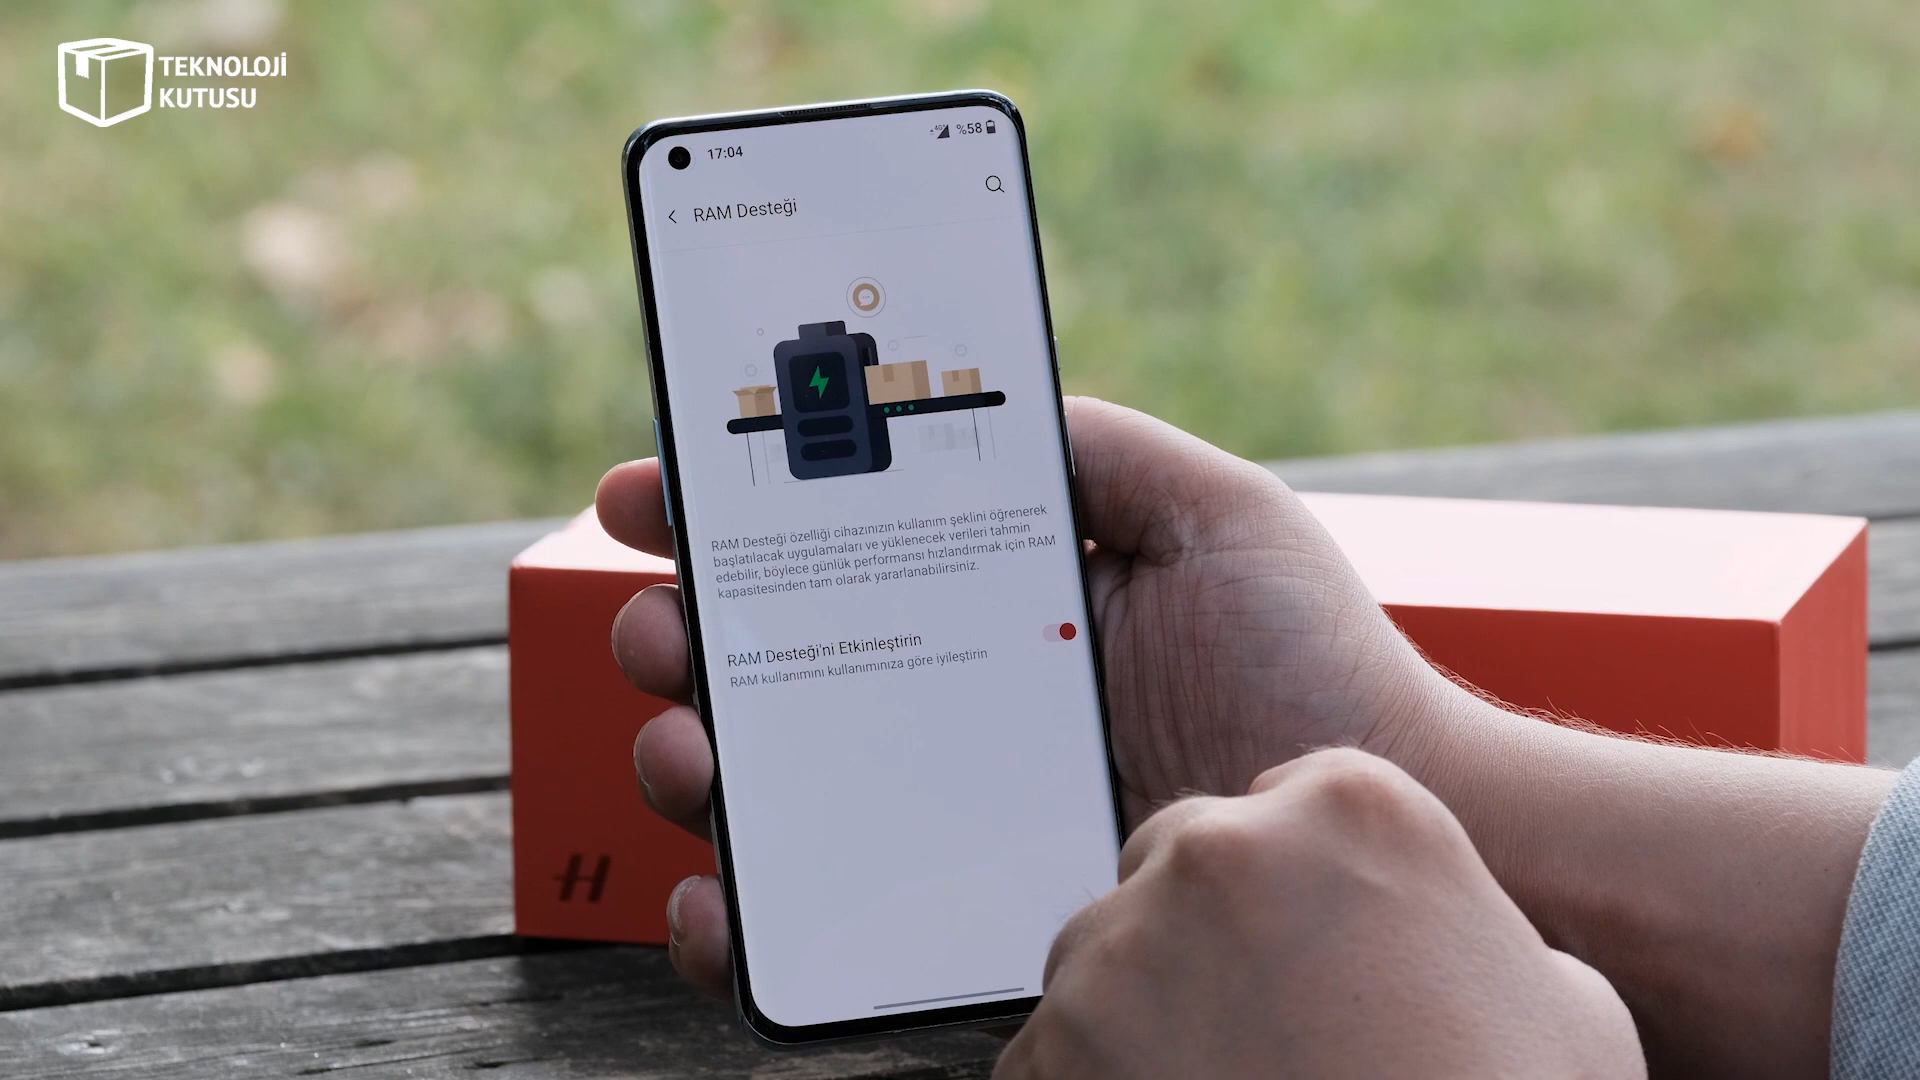 TEKNOLOJİ
KUTUSU
17:04
4G+
%58
RAM Desteği
RAM Desteği özelliği cihazınızın kullanım şeklini öğrenerek
başlatılacak uygulamaları ve yüklenecek verileri tahmin
edebilir, böylece günlük performansı hızlandırmak için RAM
kapasitesinden tam olarak yararlanabilirsiniz.
RAM Desteği'ni Etkinleştirin
RAM kullanımını kullanımınıza göre iyileştirin
H